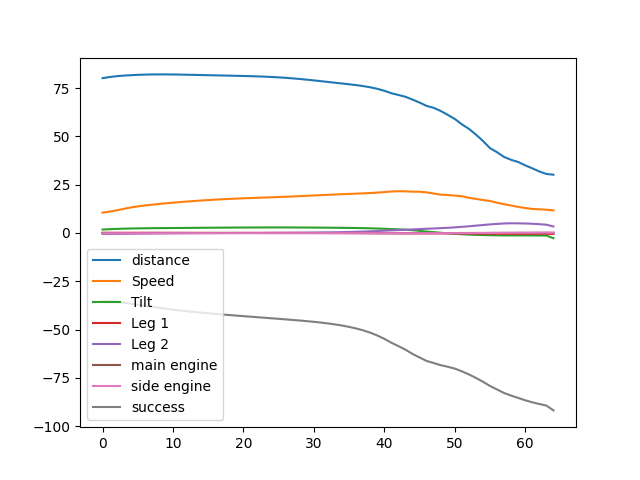 75
50
25
0
−25
−50
−75
−100
distance
Speed
Tilt
Leg 1
Leg 2
main engine
side engine
success
0 10 20 30 40 50 60